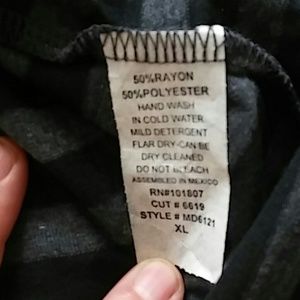 50%RAYON
50%POLYESTER
HAND WASH
IN COLD WATER
MILD DETERGENT
FLAR DRY-CAN BE
DRY CLEANED
DO NOT BLEACH
ASSEMBLED IN MEXICO
RN#101807
CUT # 6619
STYLE # MD6121
XL